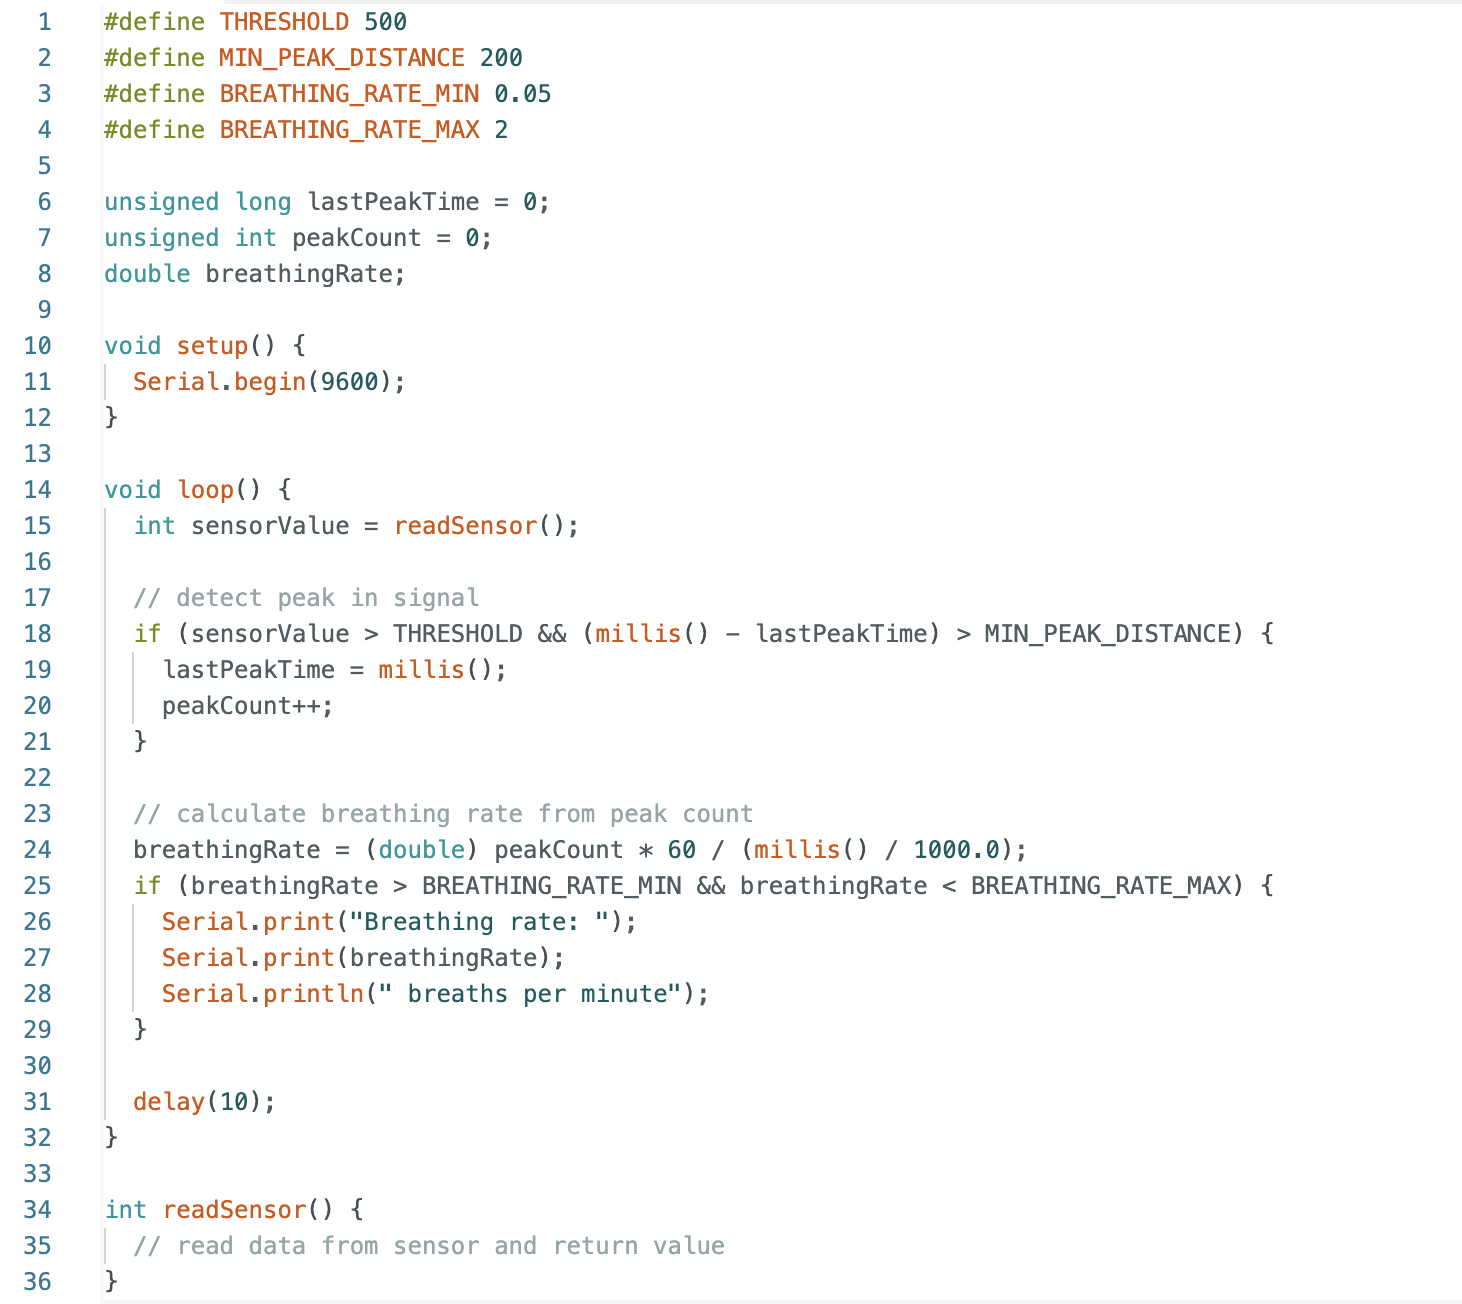 1 #define THRESHOLD 500
2 #define MIN_PEAK_DISTANCE 200
3 #define BREATHING_RATE_MIN 0.05
4 #define BREATHING_RATE_MAX 2
5
6 unsigned long lastPeakTime = 0;
7 unsigned int peakCount = 0;
8 double breathingRate;
9
10 void setup() {
11   Serial.begin(9600);
12 }
13
14 void loop() {
15   int sensorValue = readSensor();
16
17   // detect peak in signal
18   if (sensorValue > THRESHOLD && (millis() - lastPeakTime) > MIN_PEAK_DISTANCE) {
19     lastPeakTime = millis();
20     peakCount++;
21   }
22
23   // calculate breathing rate from peak count
24   breathingRate = (double) peakCount * 60 / (millis() / 1000.0);
25   if (breathingRate > BREATHING_RATE_MIN && breathingRate < BREATHING_RATE_MAX) {
26     Serial.print("Breathing rate: ");
27     Serial.print(breathingRate);
28     Serial.println(" breaths per minute");
29   }
30
31   delay(10);
32 }
33
34 int readSensor() {
35   // read data from sensor and return value
36 }